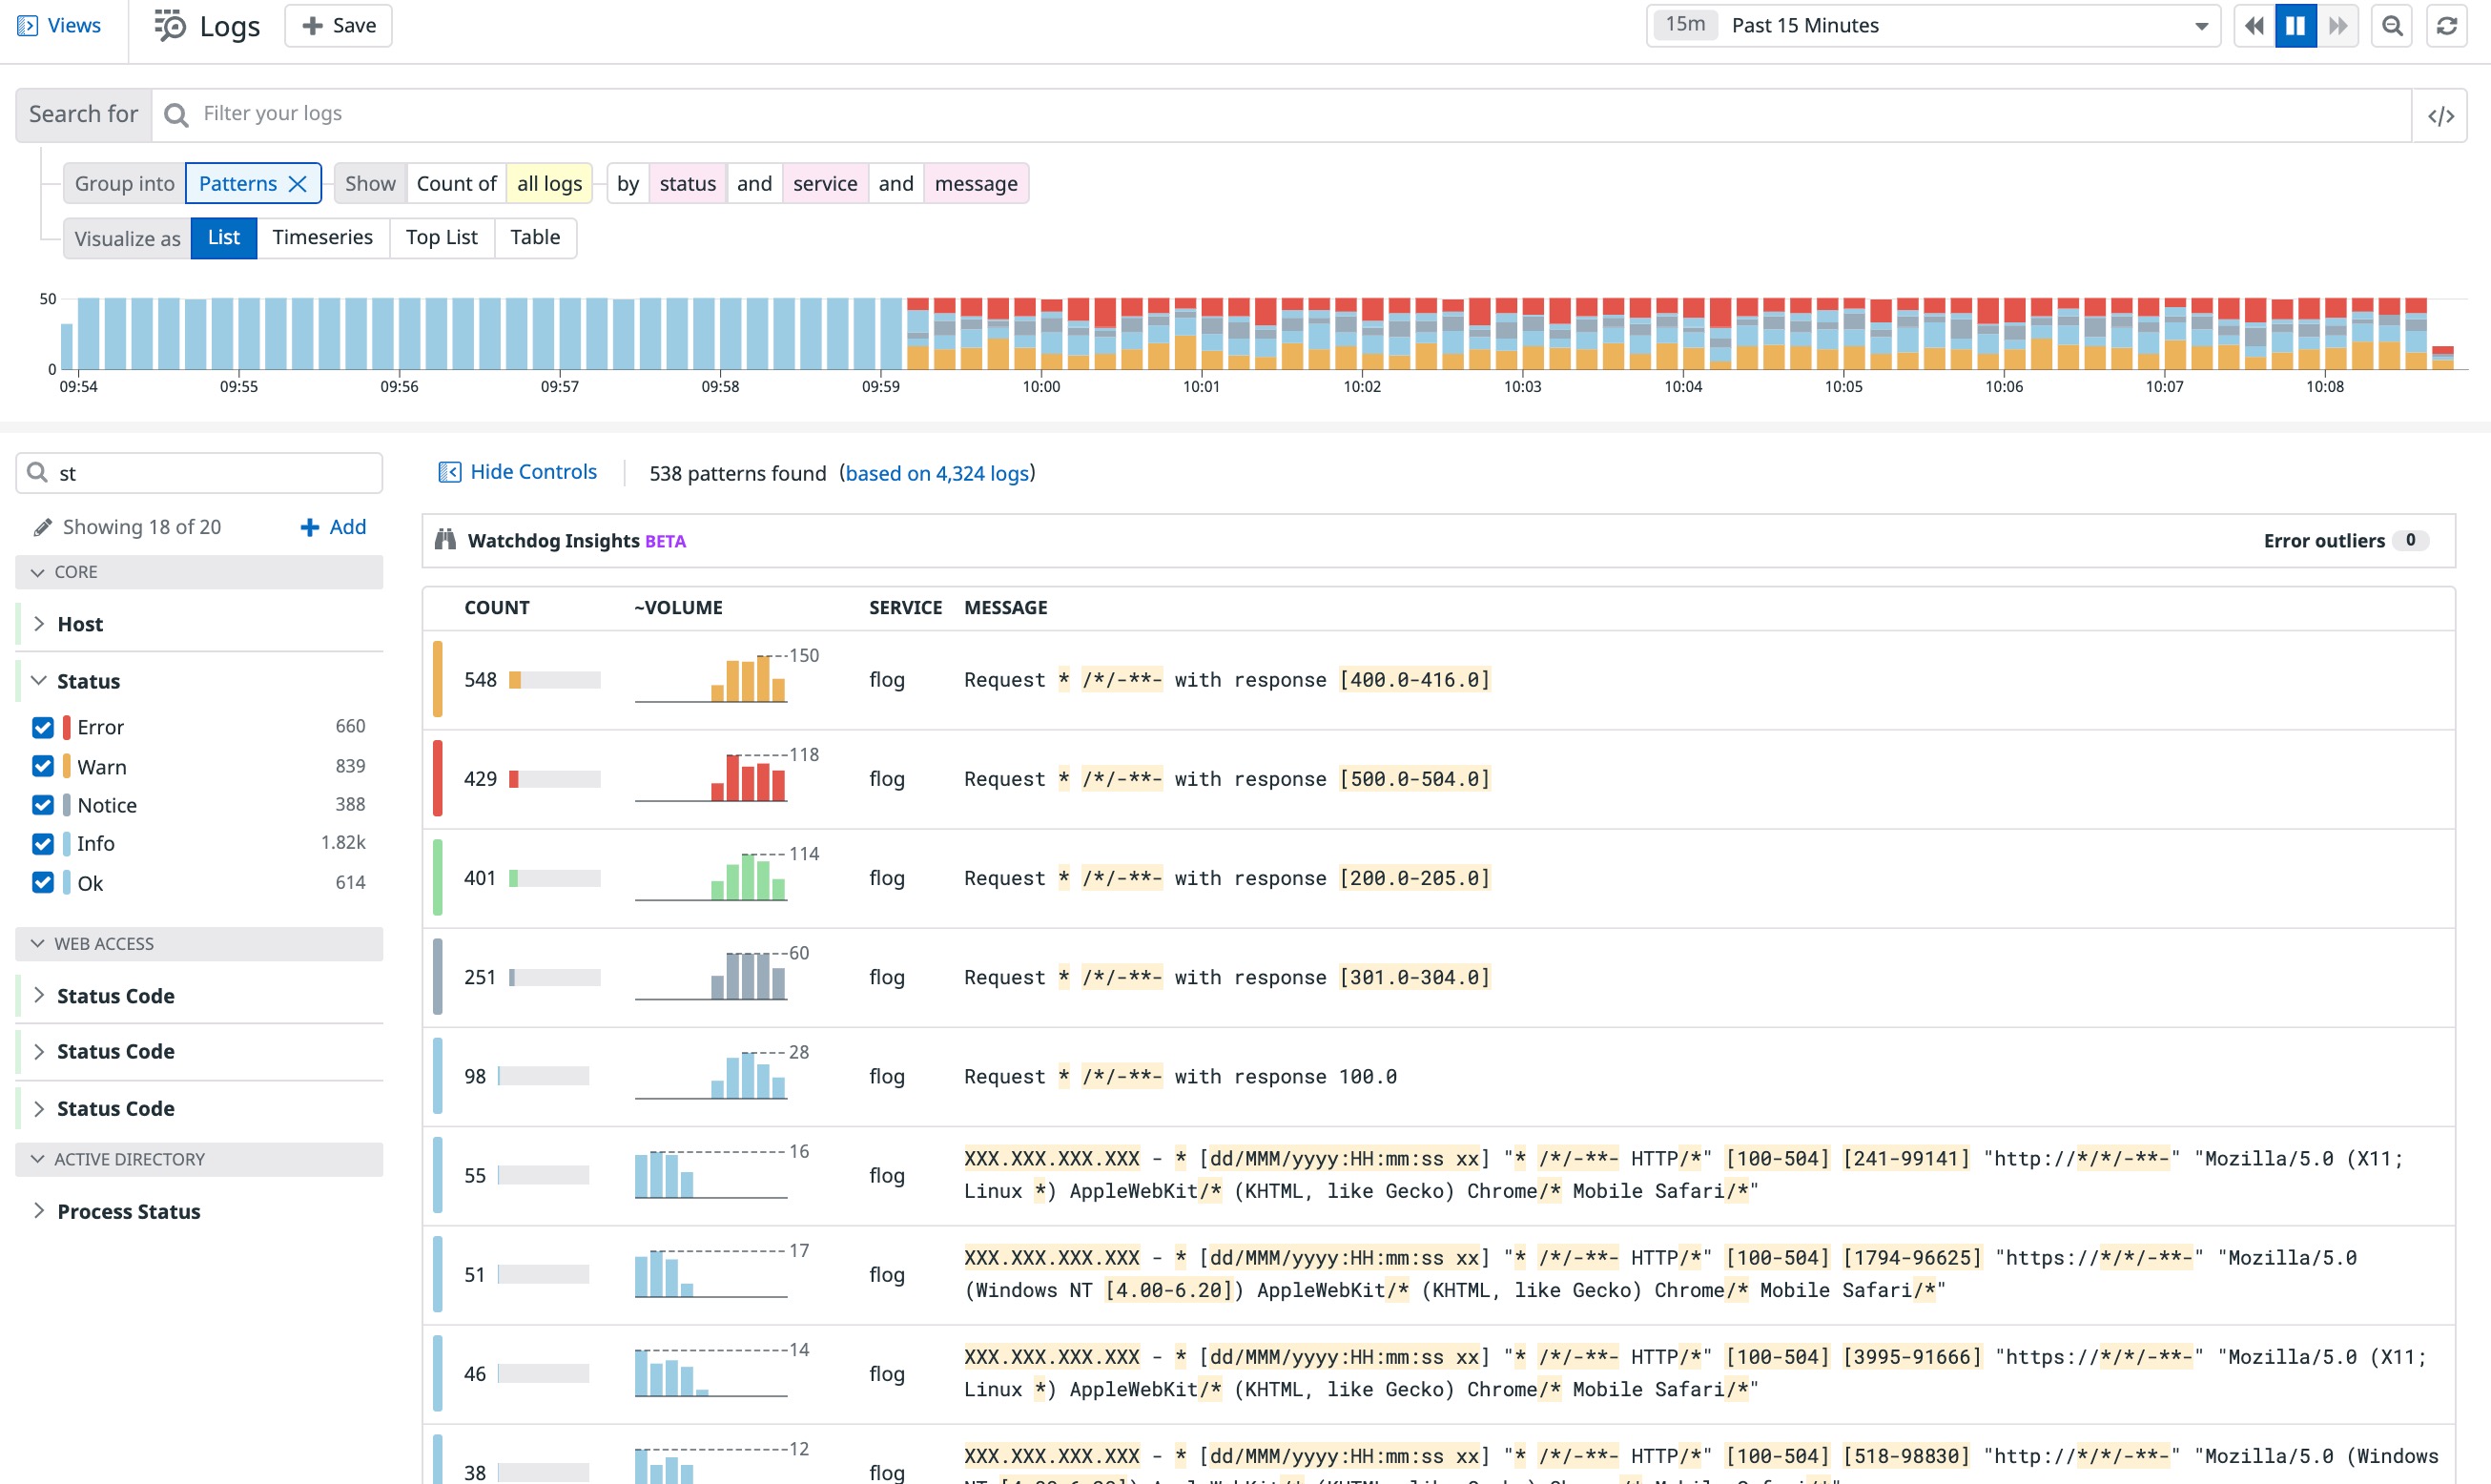 Views
Logs
Save
15m Past 15 Minutes
Search for Filter your logs </>
Group into Patterns Show Count of all logs by status and service and message
Visualize as List Timeseries Top List Table
50
0
09:54 09:55 09:56 09:57 09:58 09:59 10:00 10:01 10:02 10:03 10:04 10:05 10:06 10:07 10:08
st
Hide Controls 538 patterns found (based on 4,324 logs)
Showing 18 of 20 Add
Watchdog Insights BETA Error outliers 0
CORE
Host
Status
Error 660
Warn 839
Notice 388
Info 1.82k
Ok 614
WEB ACCESS
Status Code
Status Code
Status Code
ACTIVE DIRECTORY
Process Status
COUNT ~VOLUME SERVICE MESSAGE
548 150 flog Request * /*/-**- with response [400.0-416.0]
429 118 flog Request * /*/-**- with response [500.0-504.0]
401 114 flog Request * /*/-**- with response [200.0-205.0]
251 60 flog Request * /*/-**- with response [301.0-304.0]
98 28 flog Request * /*/-**- with response 100.0
55 16 flog XXX.XXX.XXX.XXX - * [dd/MMM/yyyy:HH:mm:ss xx] "* /*/-**- HTTP/*" [100-504] [241-99141] "http://*/*/-**-" "Mozilla/5.0 (X11;
Linux *) AppleWebKit/* (KHTML, like Gecko) Chrome/* Mobile Safari/*"
51 17 flog XXX.XXX.XXX.XXX - * [dd/MMM/yyyy:HH:mm:ss xx] "* /*/-**- HTTP/*" [100-504] [1794-96625] "https://*/*/-**-" "Mozilla/5.0
(Windows NT [4.00-6.20]) AppleWebKit/* (KHTML, like Gecko) Chrome/* Mobile Safari/*"
46 14 flog XXX.XXX.XXX.XXX - * [dd/MMM/yyyy:HH:mm:ss xx] "* /*/-**- HTTP/*" [100-504] [3995-91666] "https://*/*/-**-" "Mozilla/5.0 (X11;
Linux *) AppleWebKit/* (KHTML, like Gecko) Chrome/* Mobile Safari/*"
38 12 flog XXX.XXX.XXX.XXX - * [dd/MMM/yyyy:HH:mm:ss xx] "* /*/-**- HTTP/*" [100-504] [518-98830] "http://*/*/-**-" "Mozilla/5.0 (Windows